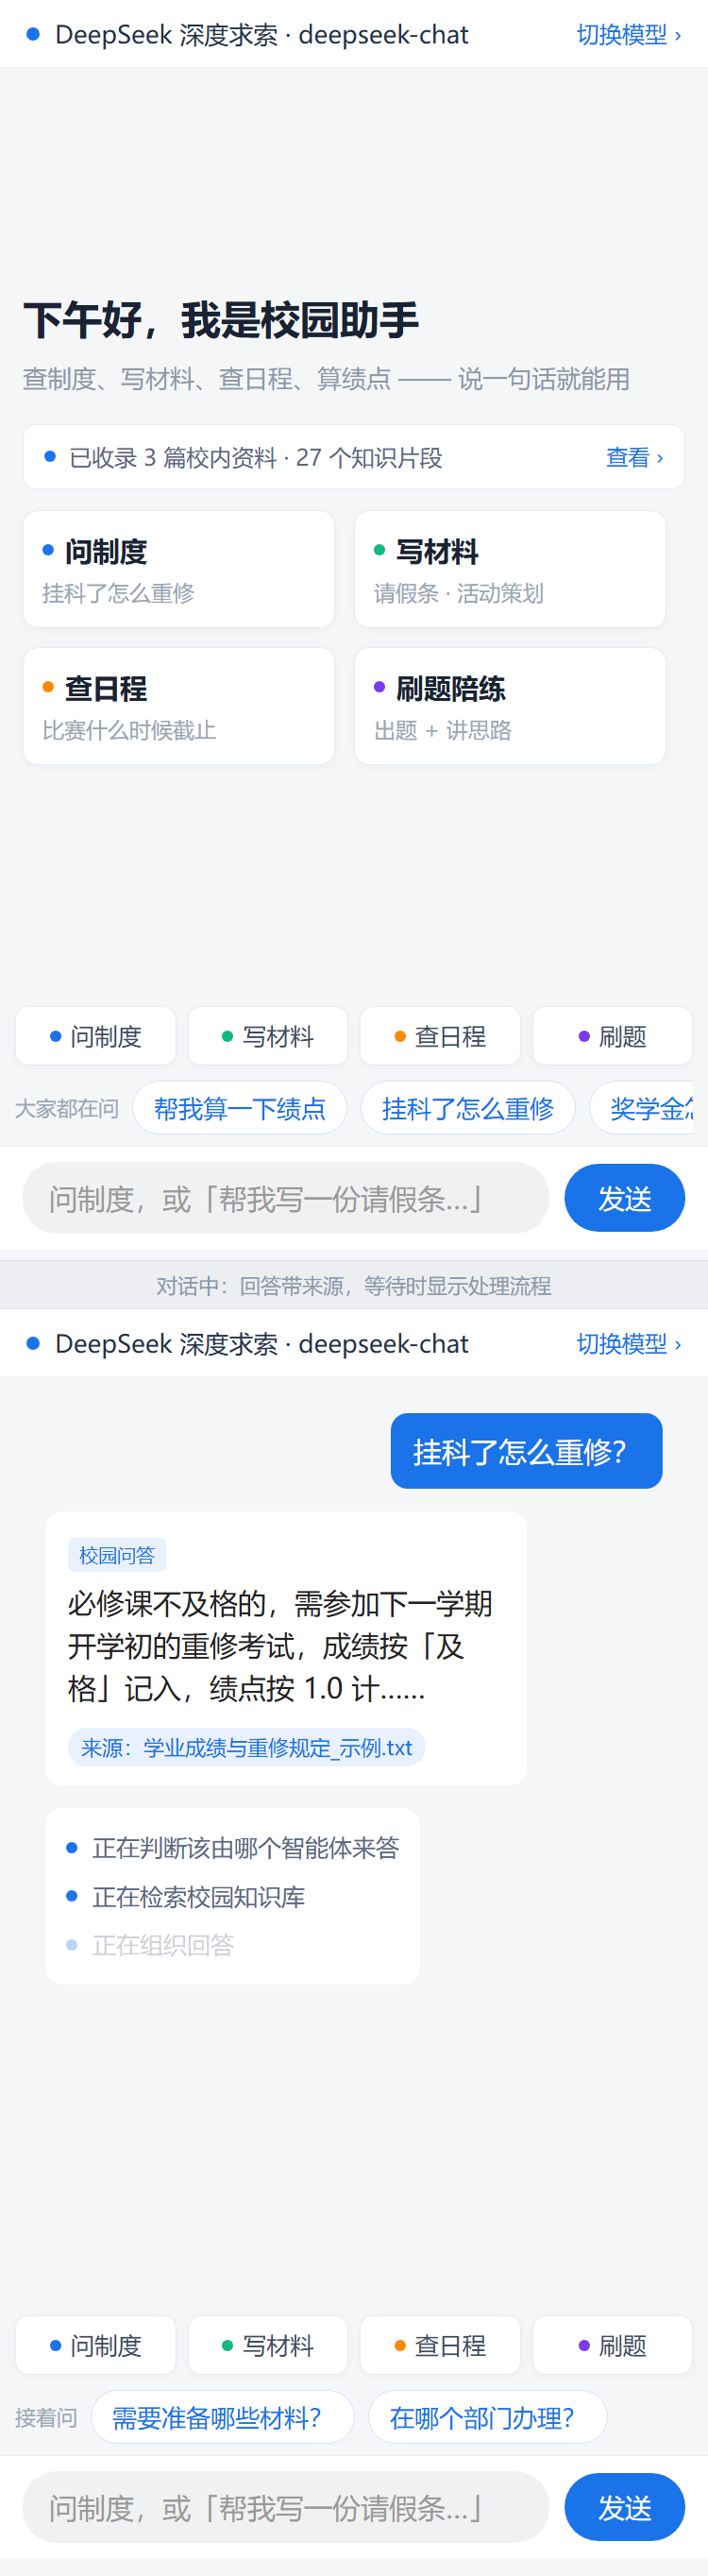 DeepSeek 深度求索 · deepseek-chat
切换模型 ›
下午好，我是校园助手
查制度、写材料、查日程、算绩点 —— 说一句话就能用
已收录 3 篇校内资料 · 27 个知识片段
查看 ›
问制度
挂科了怎么重修
写材料
请假条 · 活动策划
查日程
比赛什么时候截止
刷题陪练
出题 + 讲思路
问制度
写材料
查日程
刷题
大家都在问
帮我算一下绩点
挂科了怎么重修
奖学金怎
问制度，或「帮我写一份请假条…」
发送
对话中：回答带来源，等待时显示处理流程
DeepSeek 深度求索 · deepseek-chat
切换模型 ›
挂科了怎么重修？
校园问答
必修课不及格的，需参加下一学期
开学初的重修考试，成绩按「及
格」记入，绩点按 1.0 计……
来源：学业成绩与重修规定_示例.txt
正在判断该由哪个智能体来答
正在检索校园知识库
正在组织回答
问制度
写材料
查日程
刷题
接着问
需要准备哪些材料？
在哪个部门办理？
问制度，或「帮我写一份请假条…」
发送